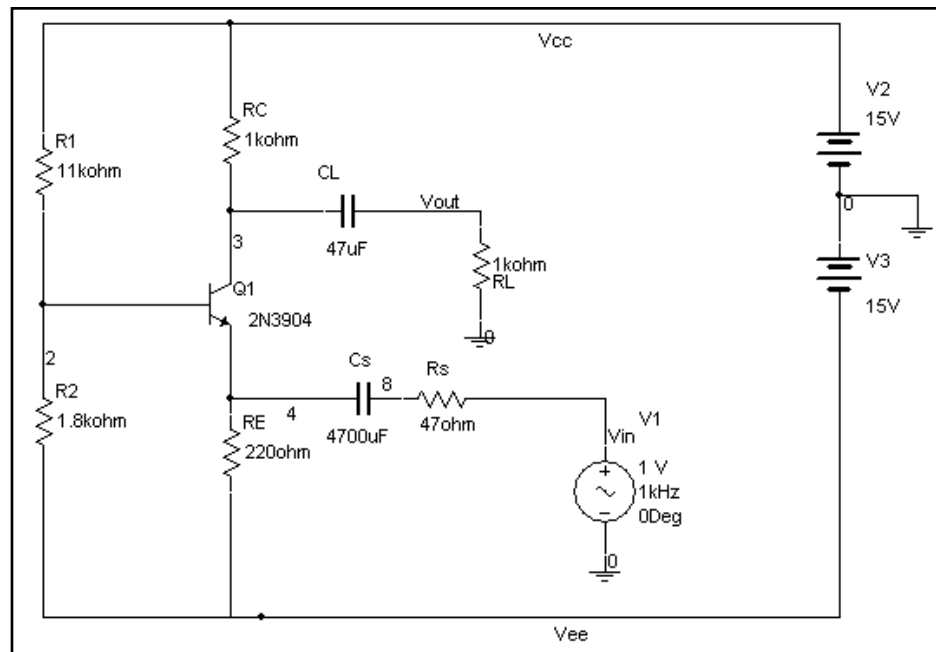 Vcc
V2
15V
RC
1kohm
R1
11kohm
CL
Vout
0
47uF
3
1kohm
RL
V3
15V
Q1
2N3904
0
2
Cs
8
Rs
R2
1.8kohm
4
4700uF
47ohm
V1
Vin
RE
220ohm
1 V
1kHz
0Deg
0
Vee